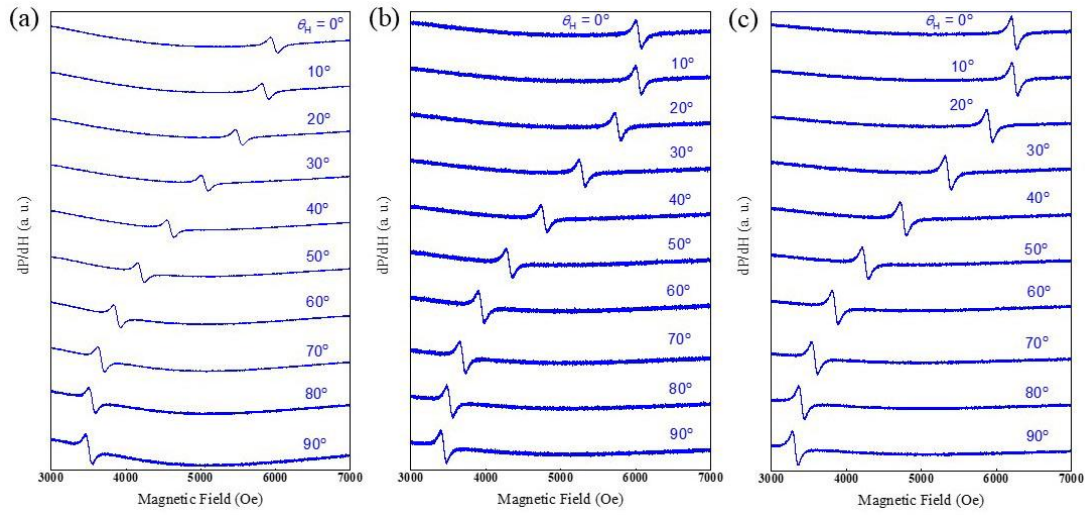 (a)
θH = 0°
10°
20°
30°
40°
50°
60°
70°
80°
90°
dP/dH (a. u.)
3000 4000 5000 6000 7000
Magnetic Field (Oe)
(b)
θH = 0°
10°
20°
30°
40°
50°
60°
70°
80°
90°
dP/dH (a. u.)
3000 4000 5000 6000 7000
Magnetic Field (Oe)
(c)
θH = 0°
10°
20°
30°
40°
50°
60°
70°
80°
90°
dP/dH (a. u.)
3000 4000 5000 6000 7000
Magnetic Field (Oe)